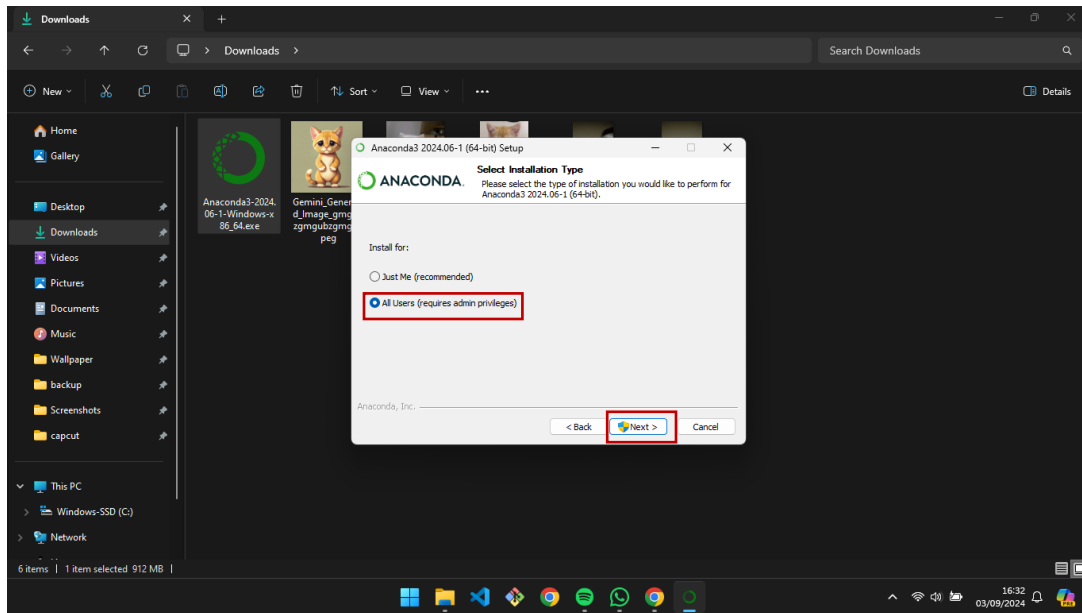 Downloads
Downloads
Search Downloads
New
Sort
View
Details
Home
Gallery
Desktop
Downloads
Videos
Pictures
Documents
Music
Wallpaper
backup
Screenshots
capcut
This PC
Windows-SSD (C:)
Network
Anaconda3-2024.
06-1-Windows-x
86_64.exe
Gemini_Gener
d_Image_gmg
zgmgubzgmg
peg
Anaconda3 2024.06-1 (64-bit) Setup
ANACONDA.
Select Installation Type
Please select the type of installation you would like to perform for
Anaconda3 2024.06-1 (64-bit).
Install for:
Just Me (recommended)
All Users (requires admin privileges)
Anaconda, Inc.
< Back
Next >
Cancel
6 items | 1 item selected 912 MB |
16:32
03/09/2024
PRE